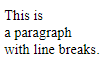 This is
a paragraph
with line breaks.